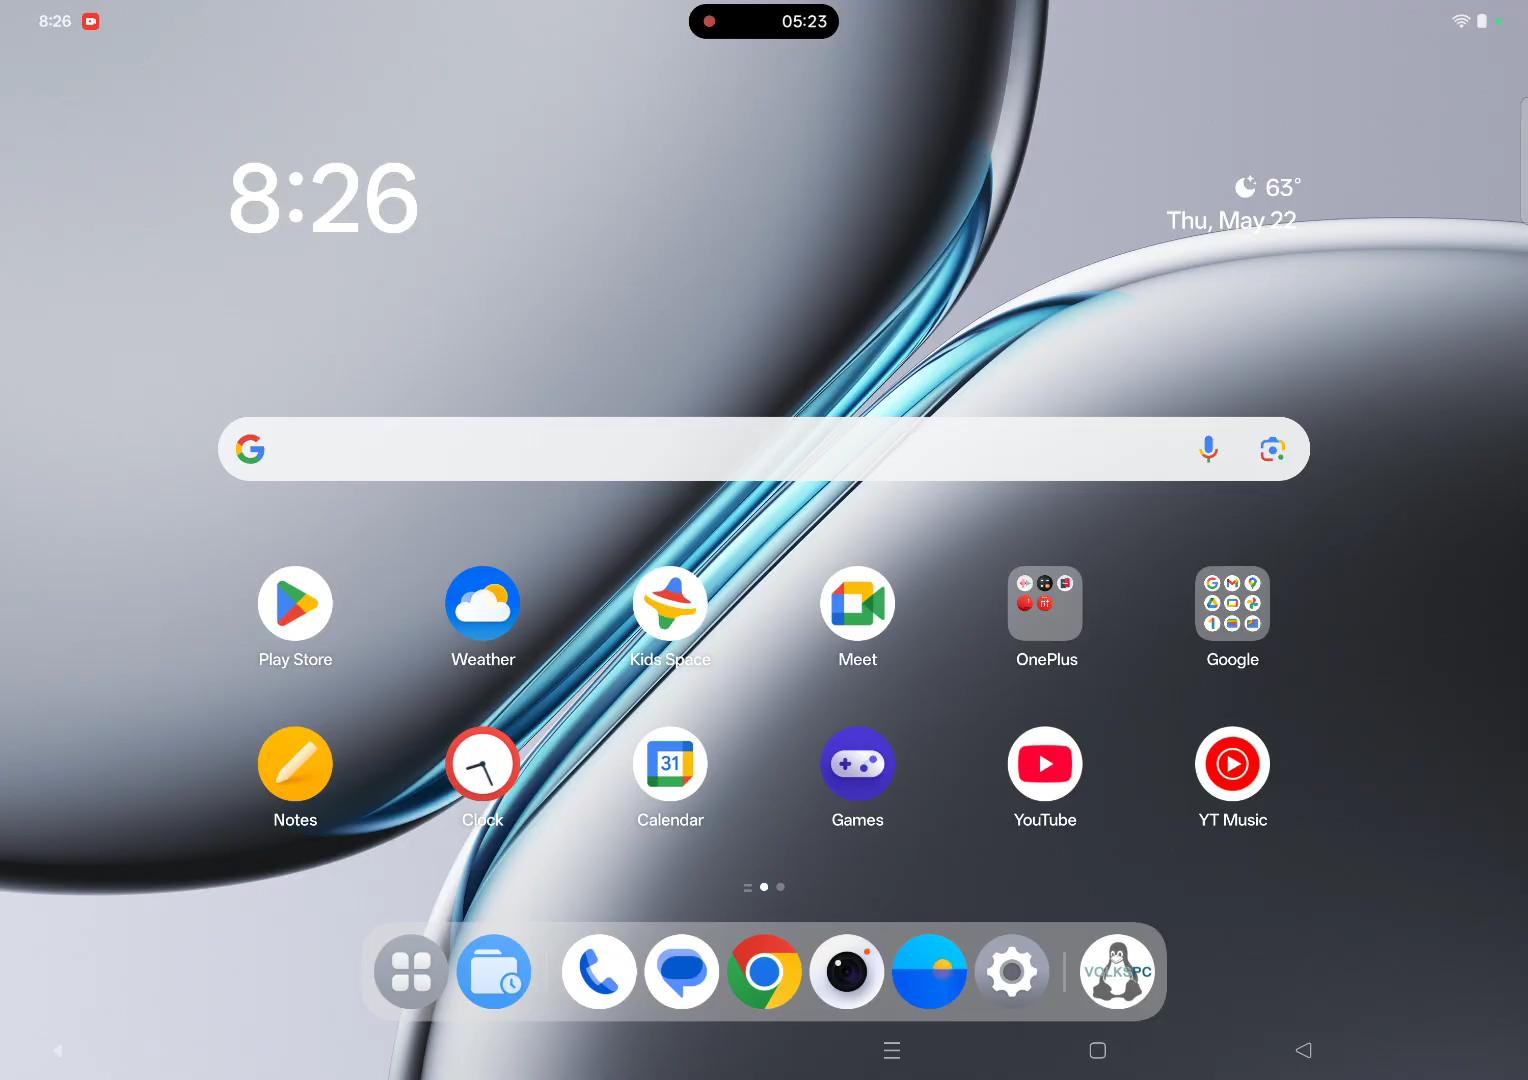 8:26
05:23
8:26
63°
Thu, May 22
Play Store
Weather
Kids Space
Meet
OnePlus
Google
Notes
Clock
31
Calendar
Games
YouTube
YT Music
VOLKSPC